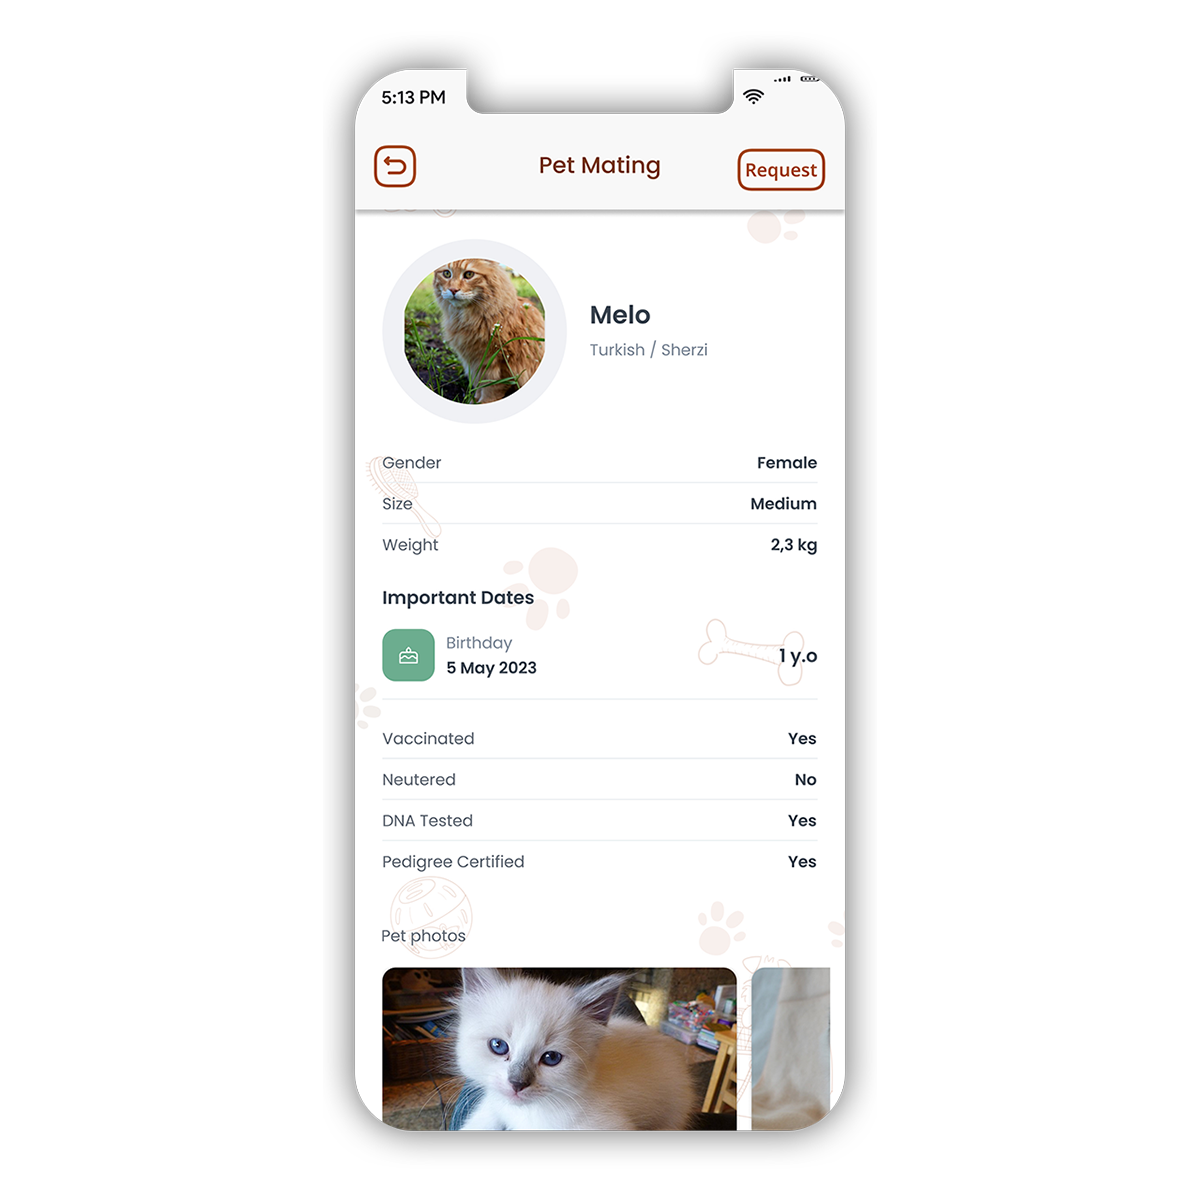 5:13 PM
Pet Mating
Request
Melo
Turkish / Sherzi
Gender Female
Size Medium
Weight 2,3 kg
Important Dates
Birthday
5 May 2023
1 y.o
Vaccinated Yes
Neutered No
DNA Tested Yes
Pedigree Certified Yes
Pet photos